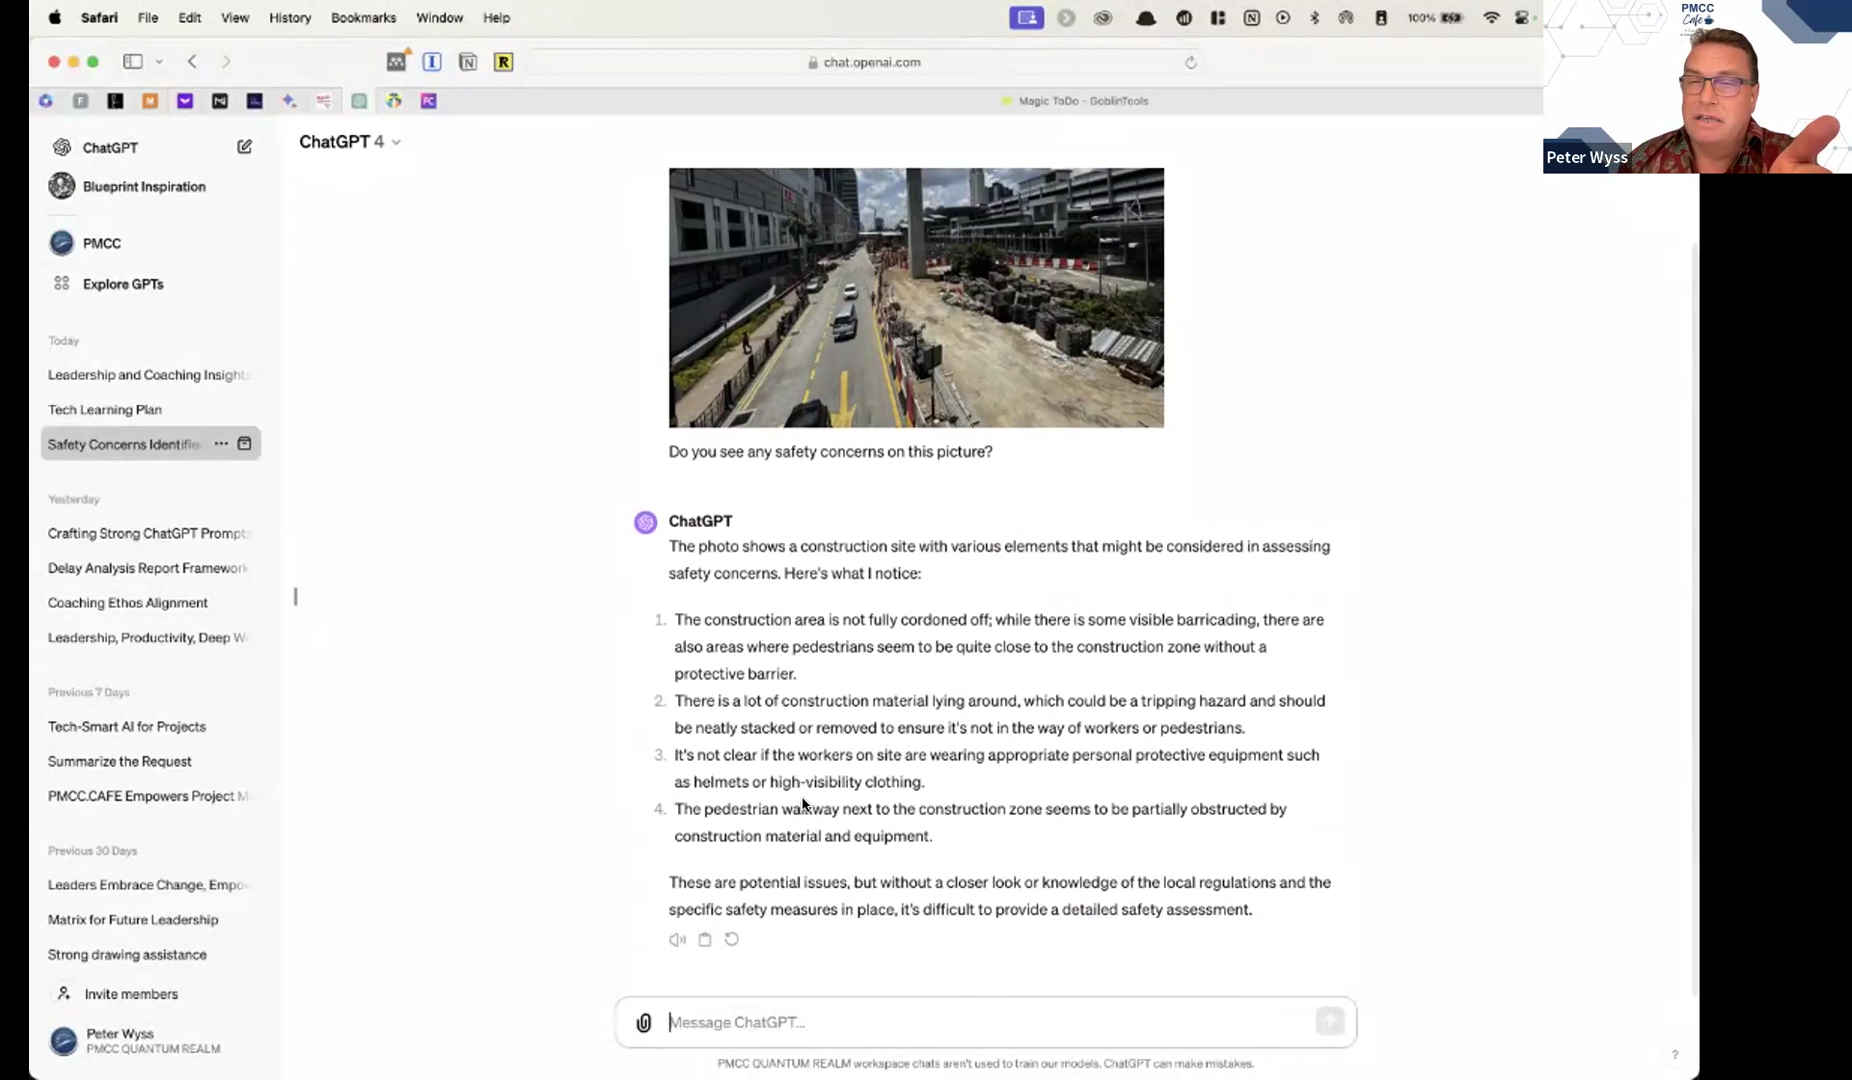 Safari File Edit View History Bookmarks Window Help
100%
PMCC
Cafe
chat.openai.com
Magic ToDo - GoblinTools
Peter Wyss
ChatGPT
ChatGPT 4
Blueprint Inspiration
PMCC
Explore GPTs
Today
Leadership and Coaching Insights
Tech Learning Plan
Safety Concerns Identifie
Yesterday
Crafting Strong ChatGPT Prompts
Delay Analysis Report Framework
Coaching Ethos Alignment
Leadership, Productivity, Deep W
Previous 7 Days
Tech-Smart AI for Projects
Summarize the Request
PMCC.CAFE Empowers Project M
Previous 30 Days
Leaders Embrace Change, Empo
Matrix for Future Leadership
Strong drawing assistance
Invite members
Peter Wyss
PMCC QUANTUM REALM
Do you see any safety concerns on this picture?
ChatGPT
The photo shows a construction site with various elements that might be considered in assessing
safety concerns. Here's what I notice:
1. The construction area is not fully cordoned off; while there is some visible barricading, there are
also areas where pedestrians seem to be quite close to the construction zone without a
protective barrier.
2. There is a lot of construction material lying around, which could be a tripping hazard and should
be neatly stacked or removed to ensure it's not in the way of workers or pedestrians.
3. It's not clear if the workers on site are wearing appropriate personal protective equipment such
as helmets or high-visibility clothing.
4. The pedestrian walkway next to the construction zone seems to be partially obstructed by
construction material and equipment.
These are potential issues, but without a closer look or knowledge of the local regulations and the
specific safety measures in place, it's difficult to provide a detailed safety assessment.
Message ChatGPT...
PMCC QUANTUM REALM workspace chats aren't used to train our models. ChatGPT can make mistakes.
?